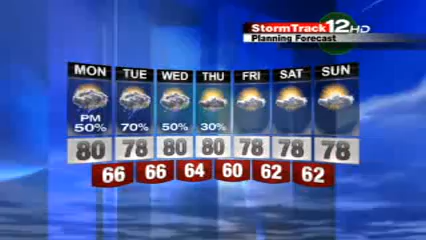 StormTrack 12 HD
Planning Forecast
MON TUE WED THU FRI SAT SUN
PM
50% 70% 50% 30%
80 78 80 80 78 78 78
66 66 64 60 62 62